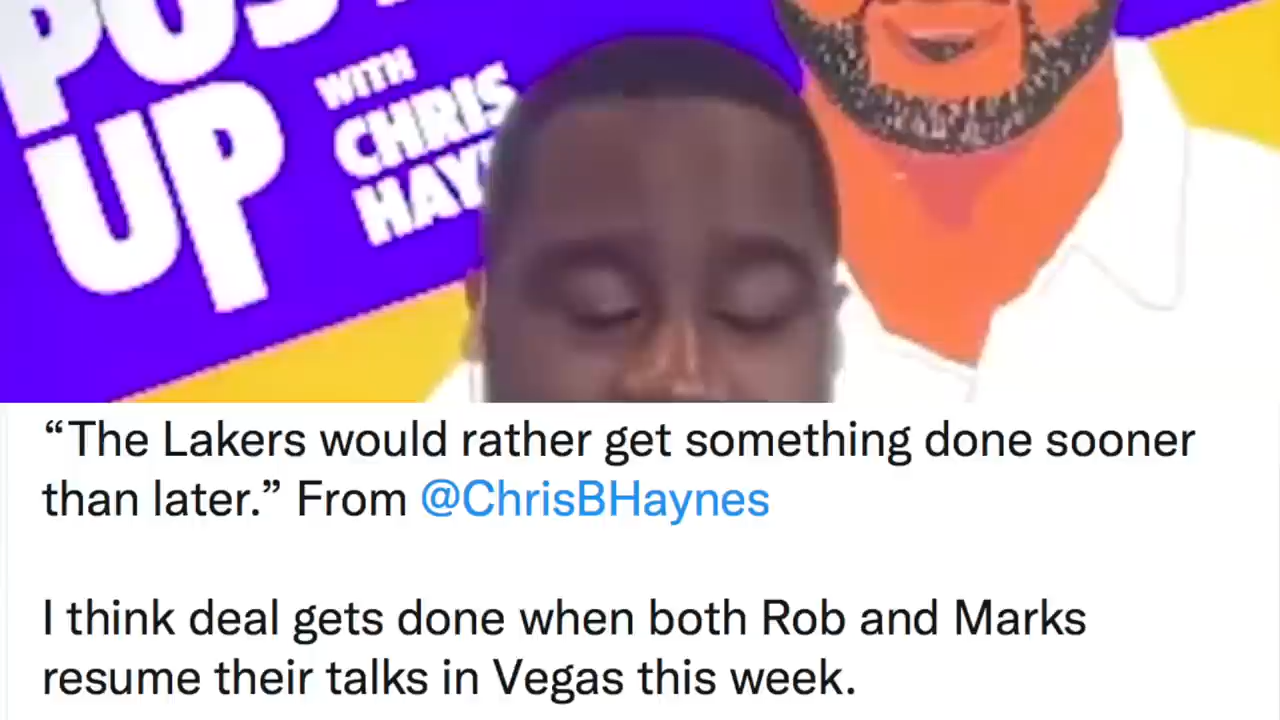 UP
WITH
CHRIS
“The Lakers would rather get something done sooner
than later.” From @ChrisBHaynes
I think deal gets done when both Rob and Marks
resume their talks in Vegas this week.